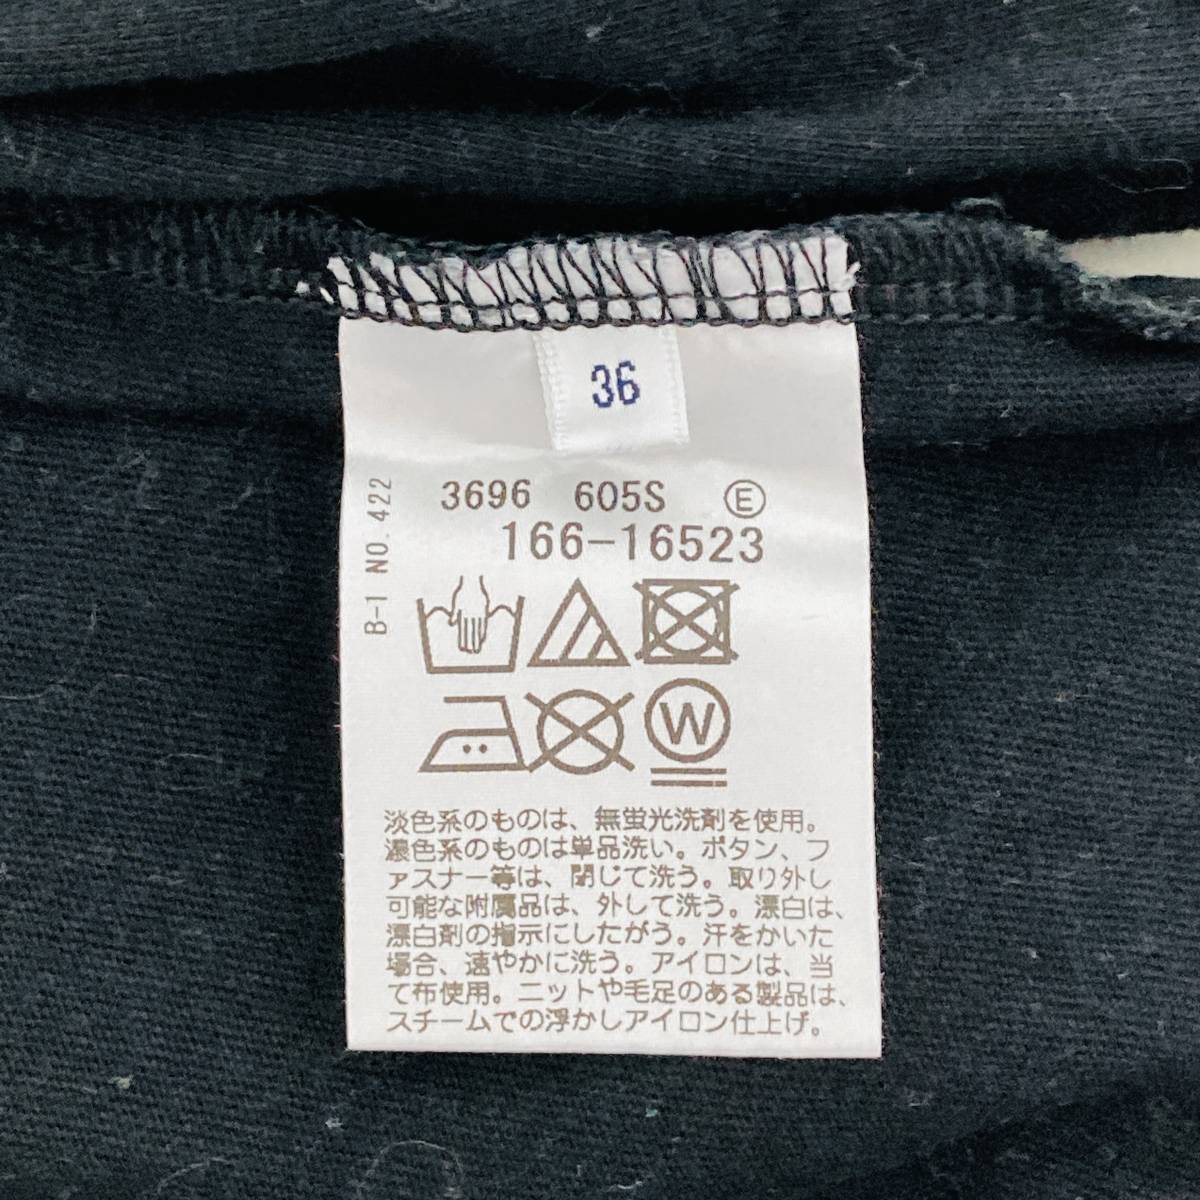 36
3696 605S Ⓔ
166-16523
B-1 NO.422
W
淡色系のものは、無蛍光洗剤を使用。
濃色系のものは単品洗い。ボタン、フ
ァスナー等は、閉じて洗う。取り外し
可能な附属品は、外して洗う。漂白は、
漂白剤の指示にしたがう。汗をかいた
場合、速やかに洗う。アイロンは、当
て布使用。ニットや毛足のある製品は、
スチームでの浮かしアイロン仕上げ。